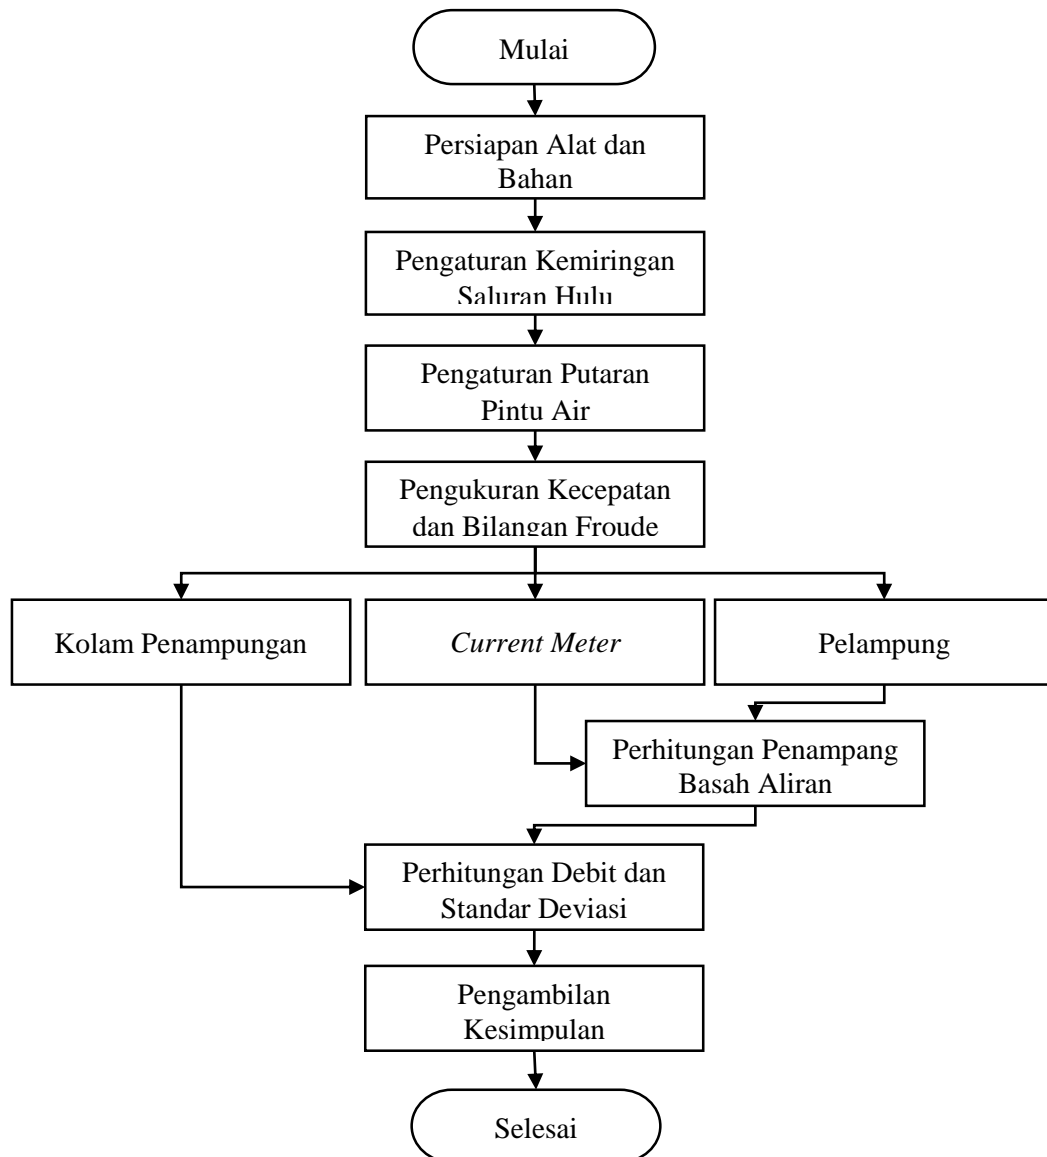 Mulai
Persiapan Alat dan
Bahan
Pengaturan Kemiringan
Saluran Hulu
Pengaturan Putaran
Pintu Air
Pengukuran Kecepatan
dan Bilangan Froude
Kolam Penampungan
Current Meter
Pelampung
Perhitungan Penampang
Basah Aliran
Perhitungan Debit dan
Standar Deviasi
Pengambilan
Kesimpulan
Selesai